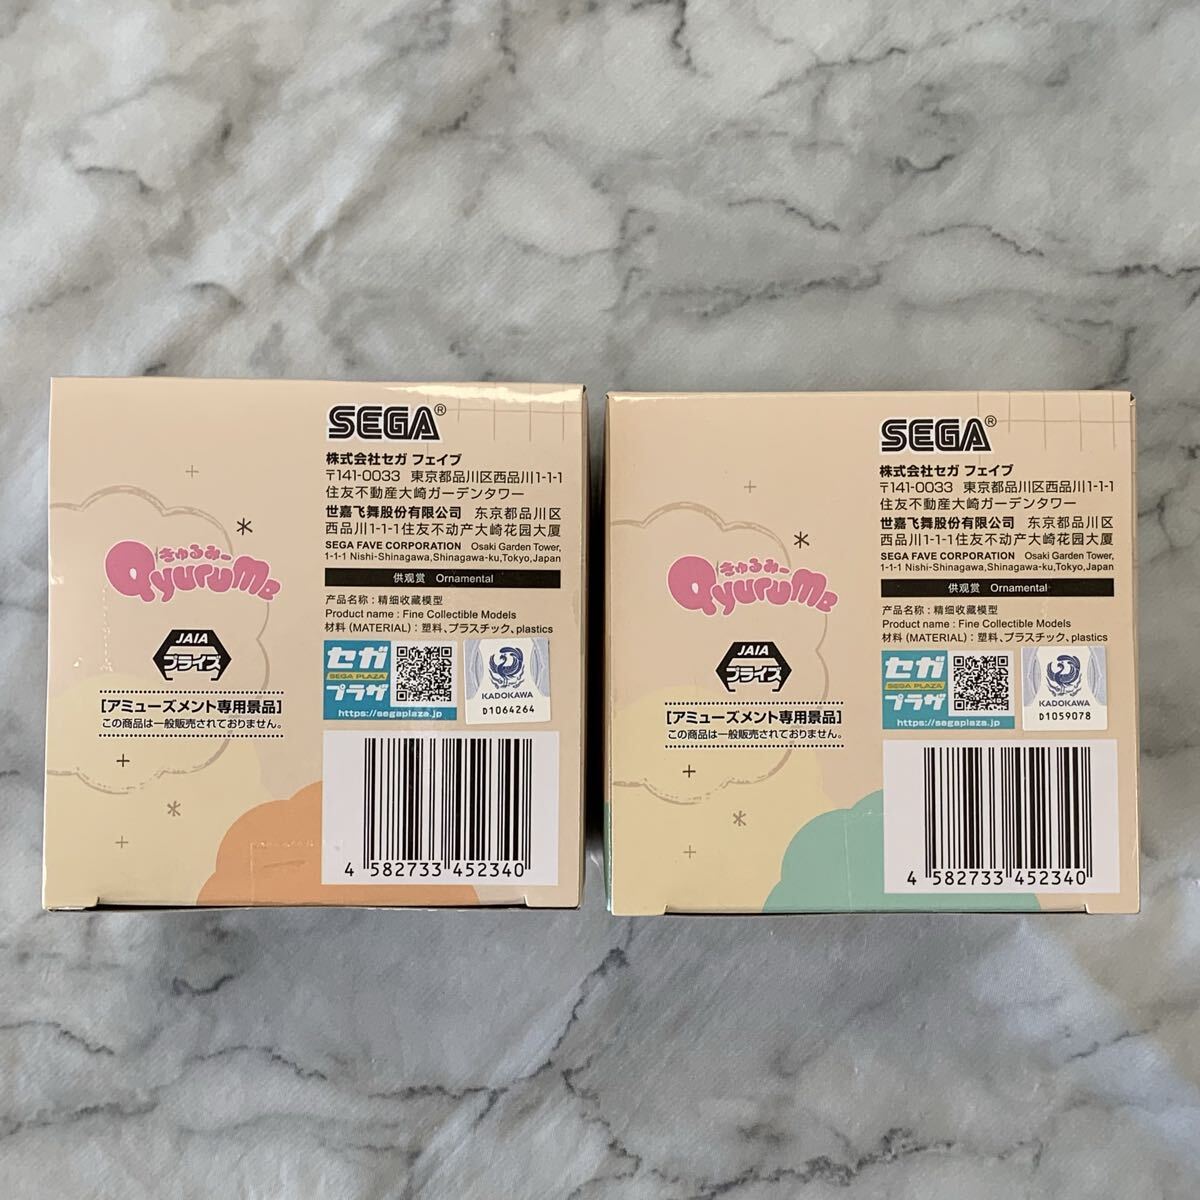 SEGA®
株式会社セガ フェイブ
〒141-0033 東京都品川区西品川1-1-1
住友不動産大崎ガーデンタワー
世嘉飞舞股份有限公司 东京都品川区
西品川1-1-1住友不动产大崎花园大厦
SEGA FAVE CORPORATION Osaki Garden Tower,
1-1-1 Nishi-Shinagawa,Shinagawa-ku,Tokyo,Japan
供观赏 Ornamental
产品名称：精细收藏模型
Product name : Fine Collectible Models
材料 (MATERIAL)：塑料、プラスチック、plastics
きゅるみー
QyuruMe
JAIA
プライズ
[アミューズメント専用景品]
この商品は一般販売されておりません。
セガ
SEGA PLAZA
プラザ
https://segaplaza.jp
KADOKAWA
D1064264
4 582733 452340
SEGA®
株式会社セガ フェイブ
〒141-0033 東京都品川区西品川1-1-1
住友不動産大崎ガーデンタワー
世嘉飞舞股份有限公司 东京都品川区
西品川1-1-1住友不动产大崎花园大厦
SEGA FAVE CORPORATION Osaki Garden Tower,
1-1-1 Nishi-Shinagawa,Shinagawa-ku,Tokyo,Japan
供观赏 Ornamental
产品名称：精细收藏模型
Product name : Fine Collectible Models
材料 (MATERIAL)：塑料、プラスチック、plastics
きゅるみー
QyuruMe
JAIA
プライズ
[アミューズメント専用景品]
この商品は一般販売されておりません。
セガ
SEGA PLAZA
プラザ
https://segaplaza.jp
KADOKAWA
D1059078
4 582733 452340